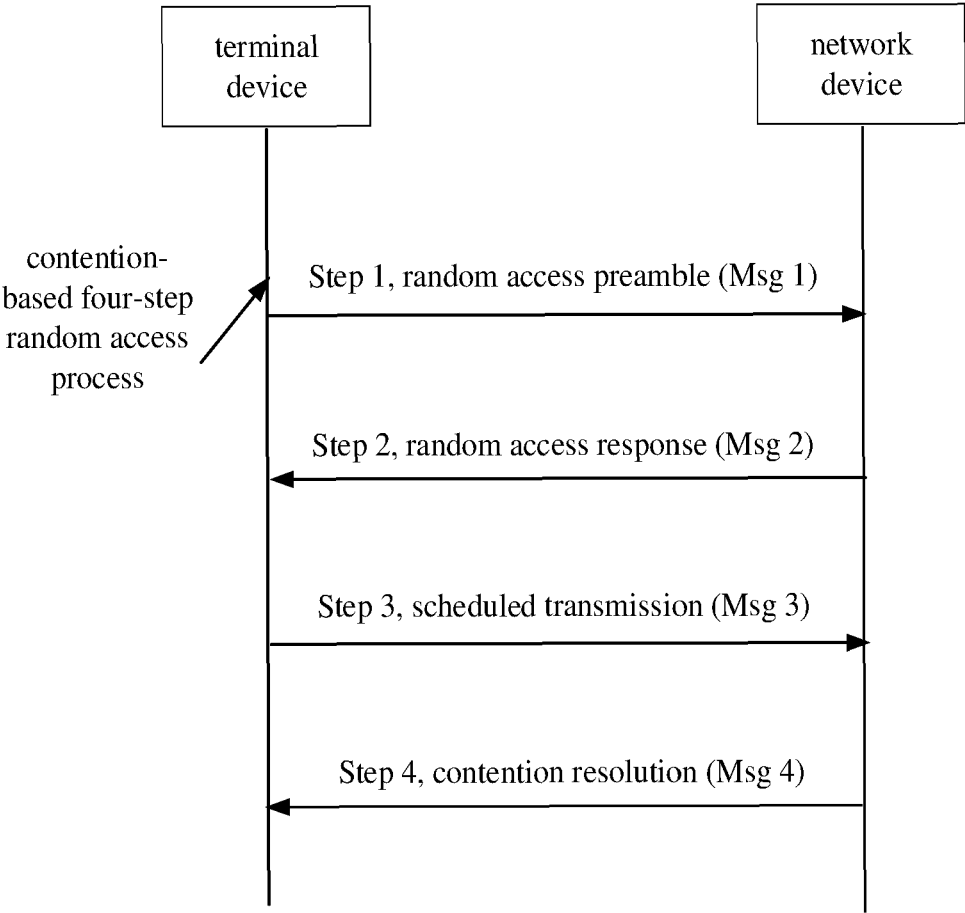 terminal
device
network
device
contention-
based four-step
random access
process
Step 1, random access preamble (Msg 1)
Step 2, random access response (Msg 2)
Step 3, scheduled transmission (Msg 3)
Step 4, contention resolution (Msg 4)